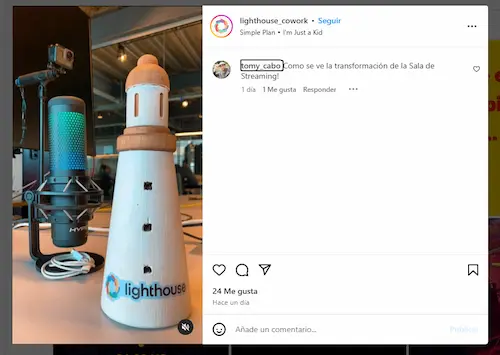 lighthouse_cowork • Seguir
Simple Plan • I'm Just a Kid
tomy_cabo Como se ve la transformación de la Sala de
Streaming!
1 día 1 Me gusta Responder
HYPERX
lighthouse
24 Me gusta
Hace un día
Añade un comentario...
Publicar